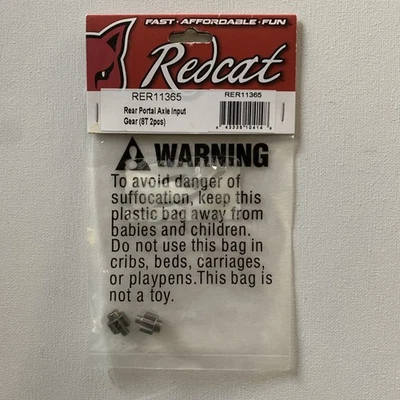 FAST • AFFORDABLE • FUN
Redcat
RER11365
RER11365
Rear Portal Axle Input
Gear (8T 2pcs)
WARNING
To avoid danger of
suffocation, keep this
plastic bag away from
babies and children.
Do not use this bag in
cribs, beds, carriages,
or playpens.This bag is
not a toy.